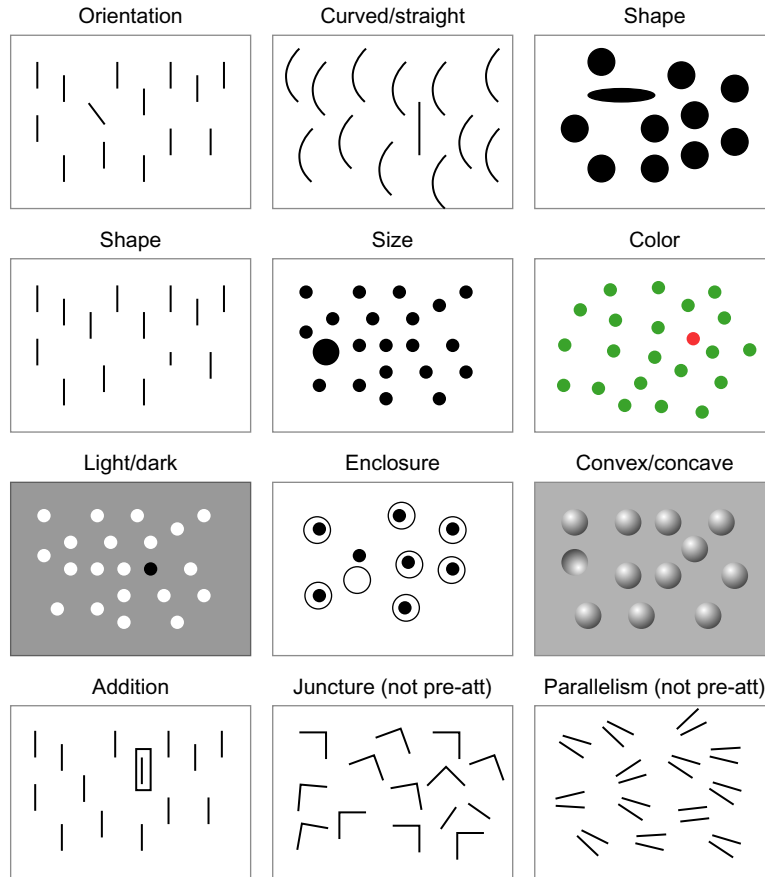 Orientation
Curved/straight
Shape
Shape
Size
Color
Light/dark
Enclosure
Convex/concave
Addition
Juncture (not pre-att)
Parallelism (not pre-att)